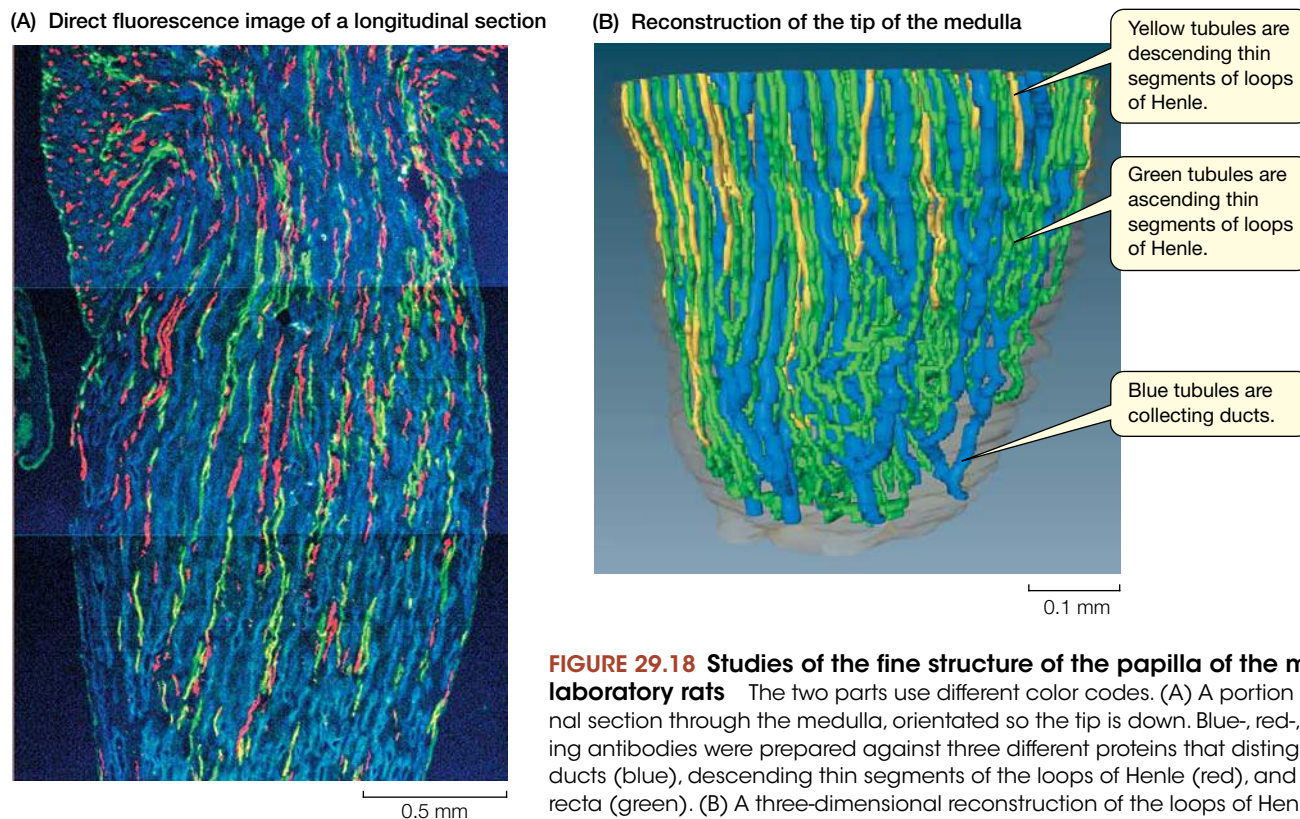 (A) Direct fluorescence image of a longitudinal section
0.5 mm
(B) Reconstruction of the tip of the medulla
Yellow tubules are
descending thin
segments of loops
of Henle.
Green tubules are
ascending thin
segments of loops
of Henle.
Blue tubules are
collecting ducts.
0.1 mm
FIGURE 29.18 Studies of the fine structure of the papilla of the
laboratory rats The two parts use different color codes. (A) A portion
section through the medulla, orientated so the tip is down. Blue-, red-,
antibodies were prepared against three different proteins that
ducts (blue), descending thin segments of the loops of Henle (red), and
recta (green). (B) A three-dimensional reconstruction of the loops of